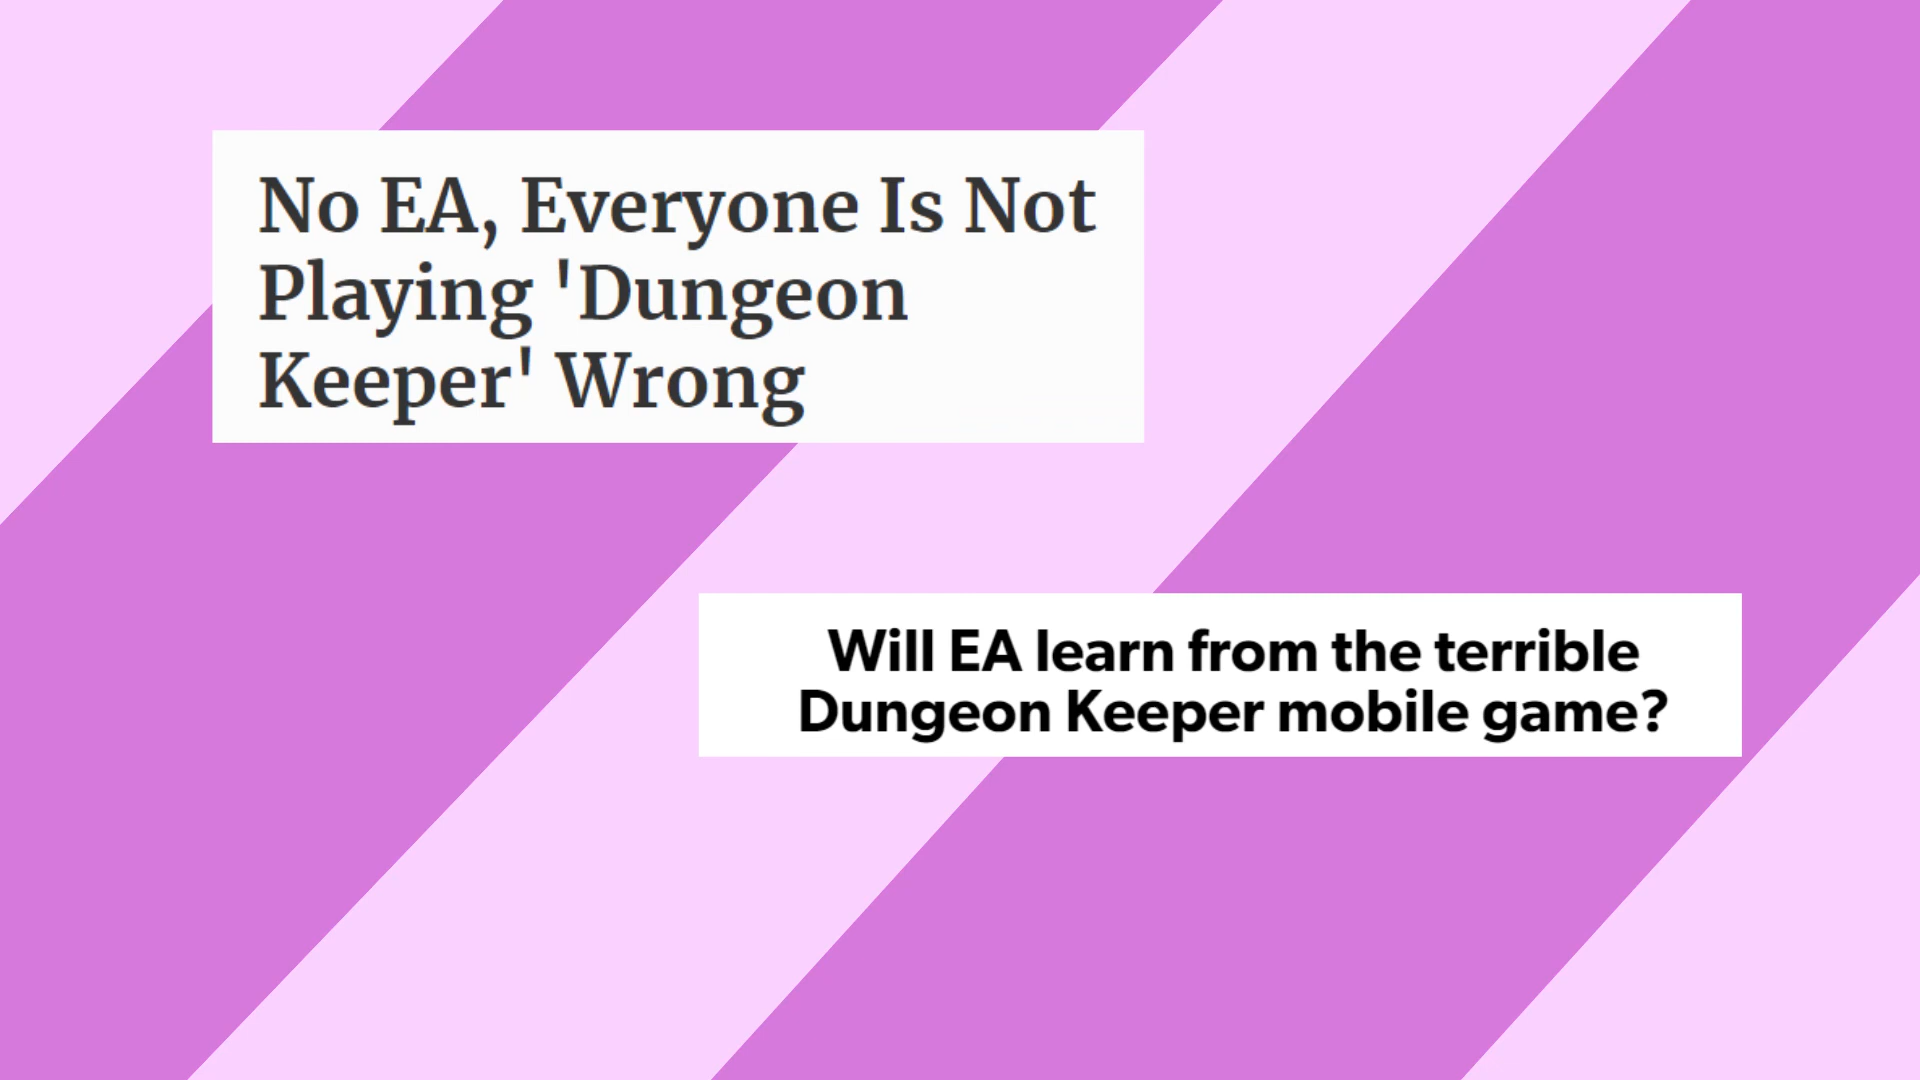 No EA, Everyone Is Not
Playing 'Dungeon
Keeper' Wrong
Will EA learn from the terrible
Dungeon Keeper mobile game?